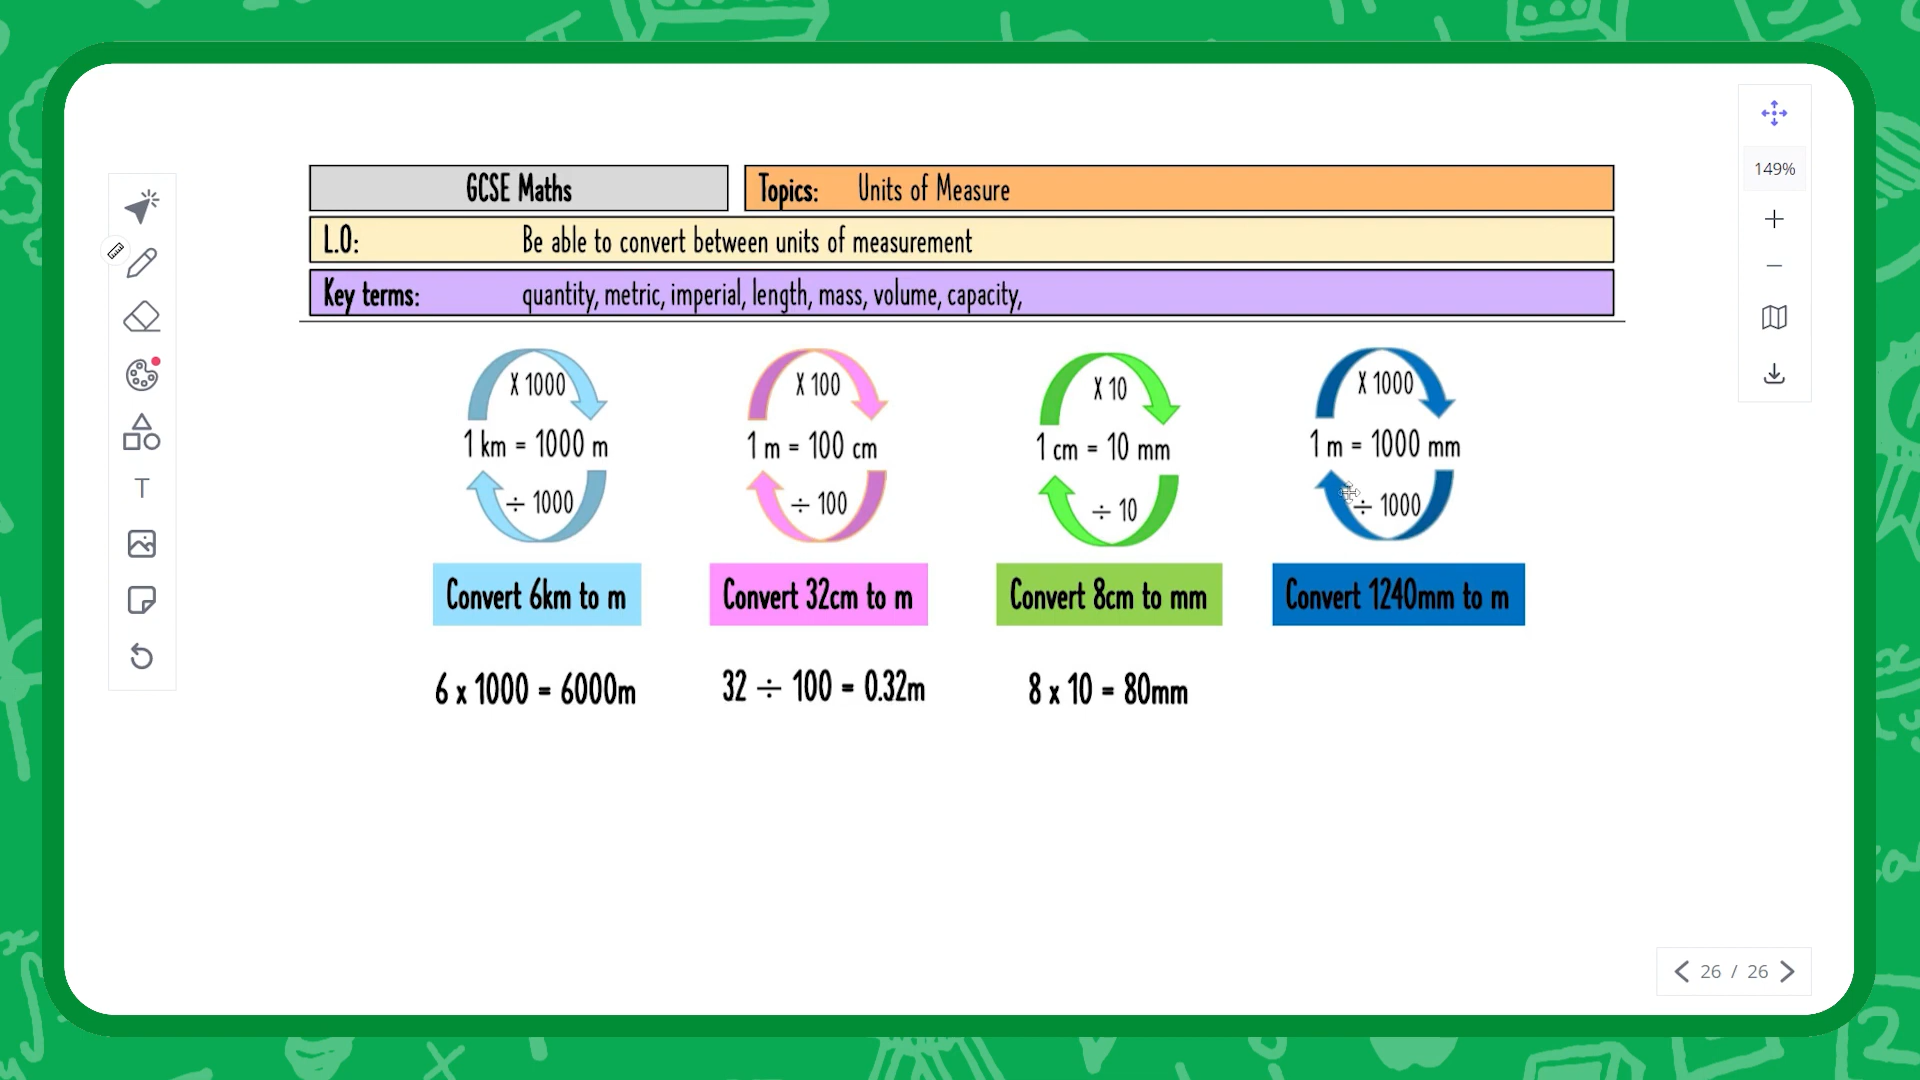 GCSE Maths
Topics: Units of Measure
L.O: Be able to convert between units of measurement
Key terms: quantity, metric, imperial, length, mass, volume, capacity,
X 1000
1 km = 1000 m
÷ 1000
Convert 6km to m
6 x 1000 = 6000m
X 100
1 m = 100 cm
÷ 100
Convert 32cm to m
32 ÷ 100 = 0.32m
X 10
1 cm = 10 mm
÷ 10
Convert 8cm to mm
8 x 10 = 80mm
X 1000
1 m = 1000 mm
÷ 1000
Convert 1240mm to m
T
149%
26 / 26